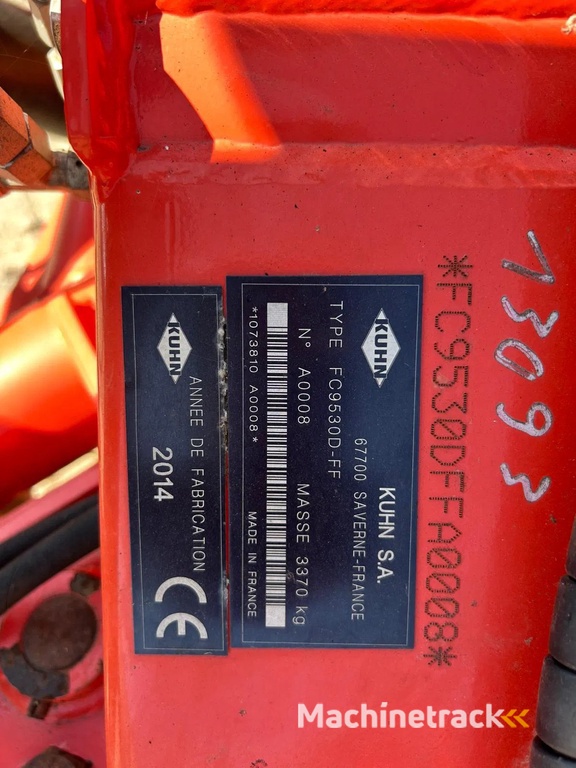 13093
*FC9530DFFA0008*
KUHN
KUHN S.A.
67700 SAVERNE-FRANCE
TYPE FC9530D-FF
N° A0008 MASSE 3370 kg
*1073810 A0008* MADE IN FRANCE
KUHN
ANNEE DE FABRICATION
2014
CE
Machinetrack